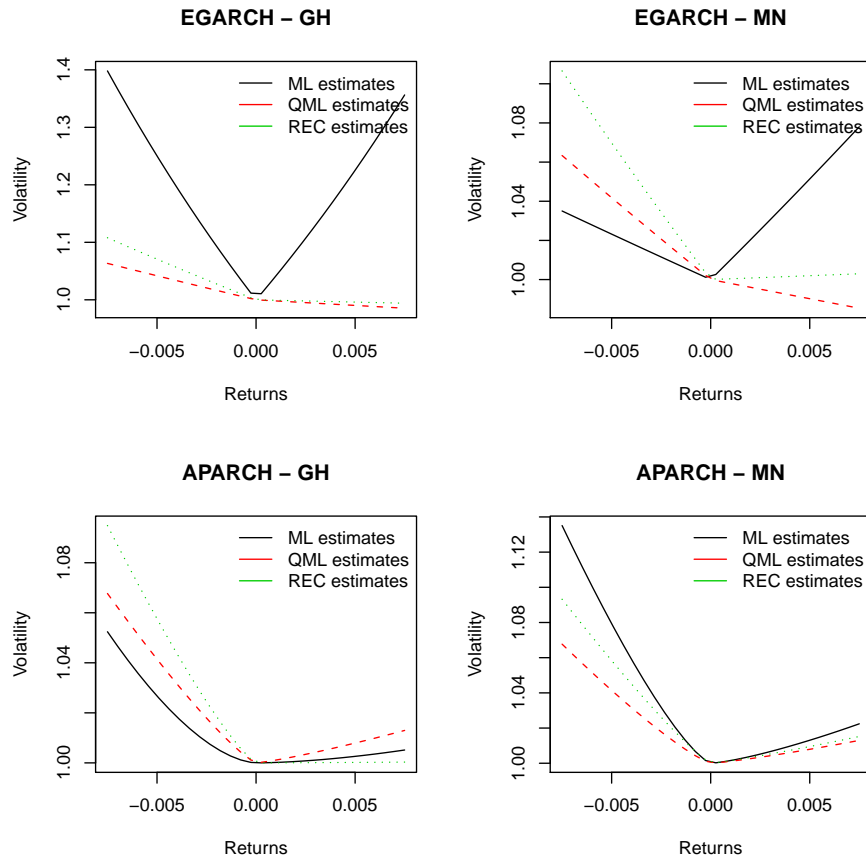 EGARCH − GH
Volatility
1.0 1.1 1.2 1.3 1.4
ML estimates
QML estimates
REC estimates
−0.005 0.000 0.005
Returns
EGARCH − MN
Volatility
1.00 1.04 1.08
ML estimates
QML estimates
REC estimates
−0.005 0.000 0.005
Returns
APARCH − GH
Volatility
1.00 1.04 1.08
ML estimates
QML estimates
REC estimates
−0.005 0.000 0.005
Returns
APARCH − MN
Volatility
1.00 1.04 1.08 1.12
ML estimates
QML estimates
REC estimates
−0.005 0.000 0.005
Returns